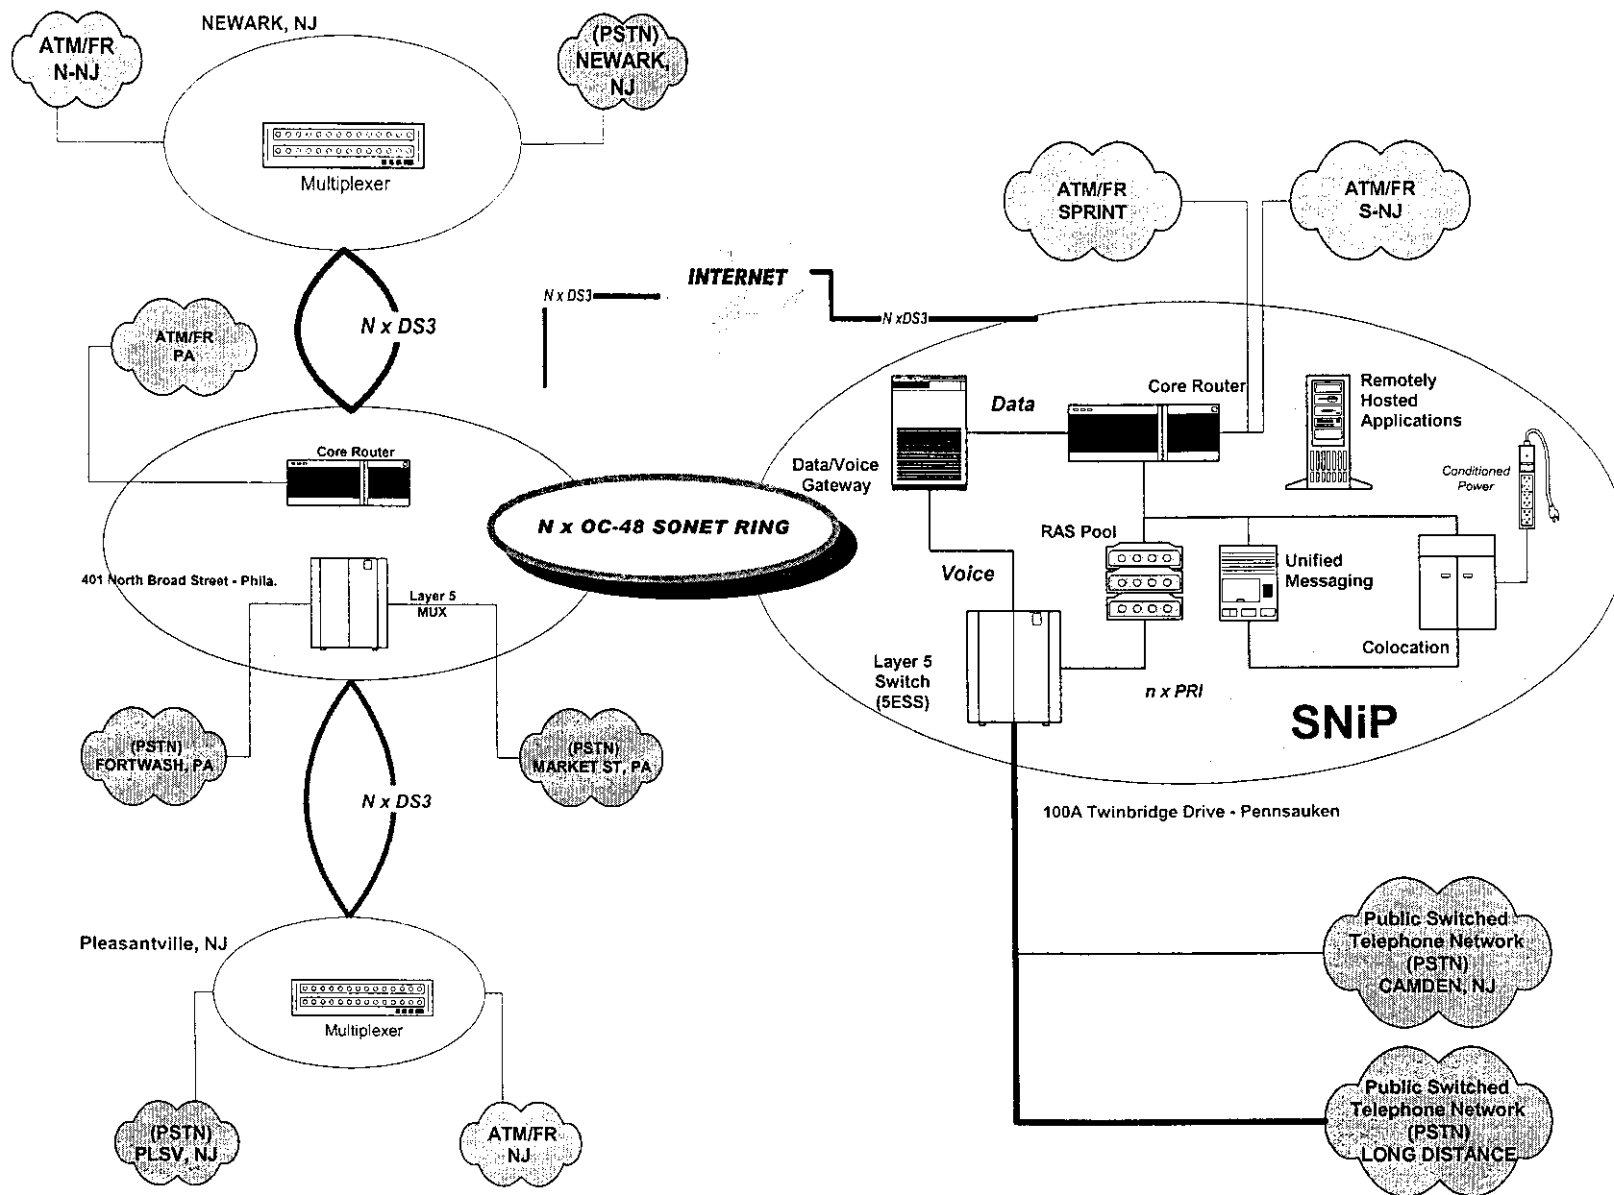 NEWARK, NJ
ATM/FR
N-NJ
(PSTN)
NEWARK,
NJ
Multiplexer
N x DS3
ATM/FR
PA
Core Router
401 North Broad Street - Phila.
Layer 5
MUX
(PSTN)
FORTWASH, PA
(PSTN)
MARKET ST, PA
N x DS3
Pleasantville, NJ
Multiplexer
(PSTN)
PLSV, NJ
ATM/FR
NJ
N x OC-48 SONET RING
N x DS3
INTERNET
N xDS3
ATM/FR
SPRINT
ATM/FR
S-NJ
Data/Voice
Gateway
Data
Core Router
Remotely
Hosted
Applications
Conditioned
Power
Voice
RAS Pool
Unified
Messaging
Colocation
Layer 5
Switch
(5ESS)
n x PRI
SNiP
100A Twinbridge Drive - Pennsauken
Public Switched
Telephone Network
(PSTN)
CAMDEN, NJ
Public Switched
Telephone Network
(PSTN)
LONG DISTANCE